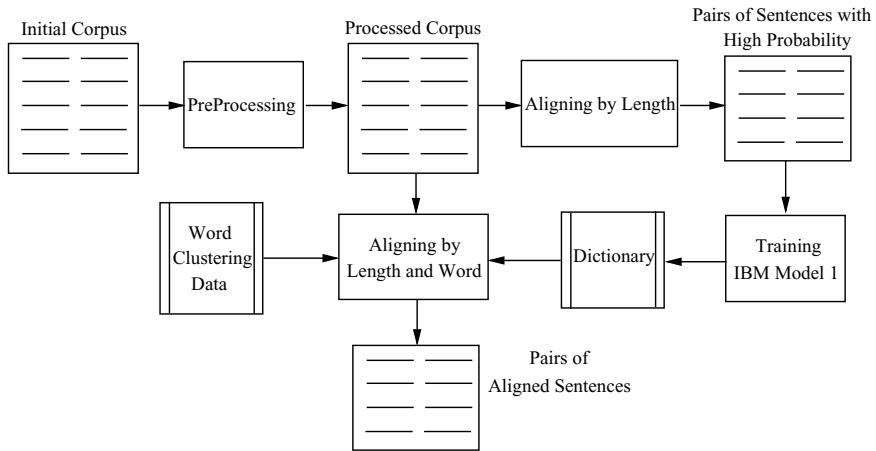 Initial Corpus
PreProcessing
Processed Corpus
Aligning by Length
Pairs of Sentences with
High Probability
Word
Clustering
Data
Aligning by
Length and Word
Dictionary
Training
IBM Model 1
Pairs of
Aligned Sentences